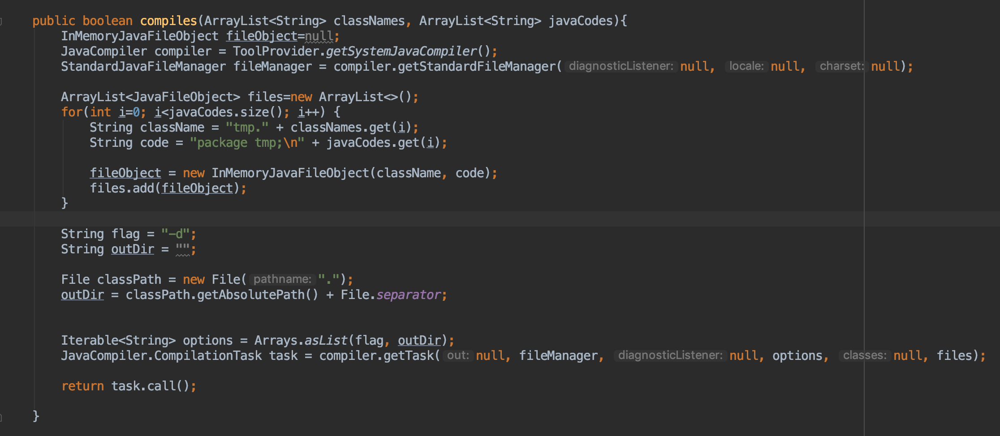 public boolean compiles(ArrayList<String> classNames, ArrayList<String> javaCodes){
InMemoryJavaFileObject fileObject=null;
JavaCompiler compiler = ToolProvider.getSystemJavaCompiler();
StandardJavaFileManager fileManager = compiler.getStandardFileManager( diagnosticListener: null, locale: null, charset: null);
ArrayList<JavaFileObject> files=new ArrayList<>();
for(int i=0; i<javaCodes.size(); i++) {
String className = "tmp." + classNames.get(i);
String code = "package tmp;\n" + javaCodes.get(i);
fileObject = new InMemoryJavaFileObject(className, code);
files.add(fileObject);
}
String flag = "-d";
String outDir = "";
File classPath = new File( pathname: ".");
outDir = classPath.getAbsolutePath() + File.separator;
Iterable<String> options = Arrays.asList(flag, outDir);
JavaCompiler.CompilationTask task = compiler.getTask( out: null, fileManager, diagnosticListener: null, options, classes: null, files);
return task.call();
}